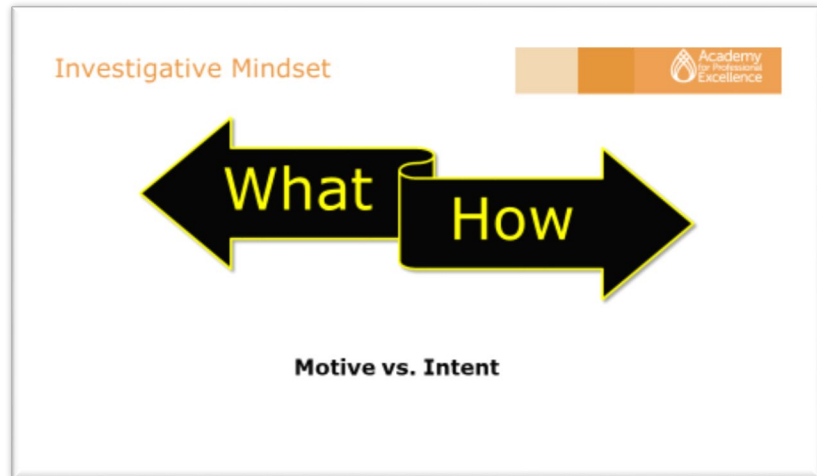 Investigative Mindset
Academy
for Professional
Excellence
What
How
Motive vs. Intent